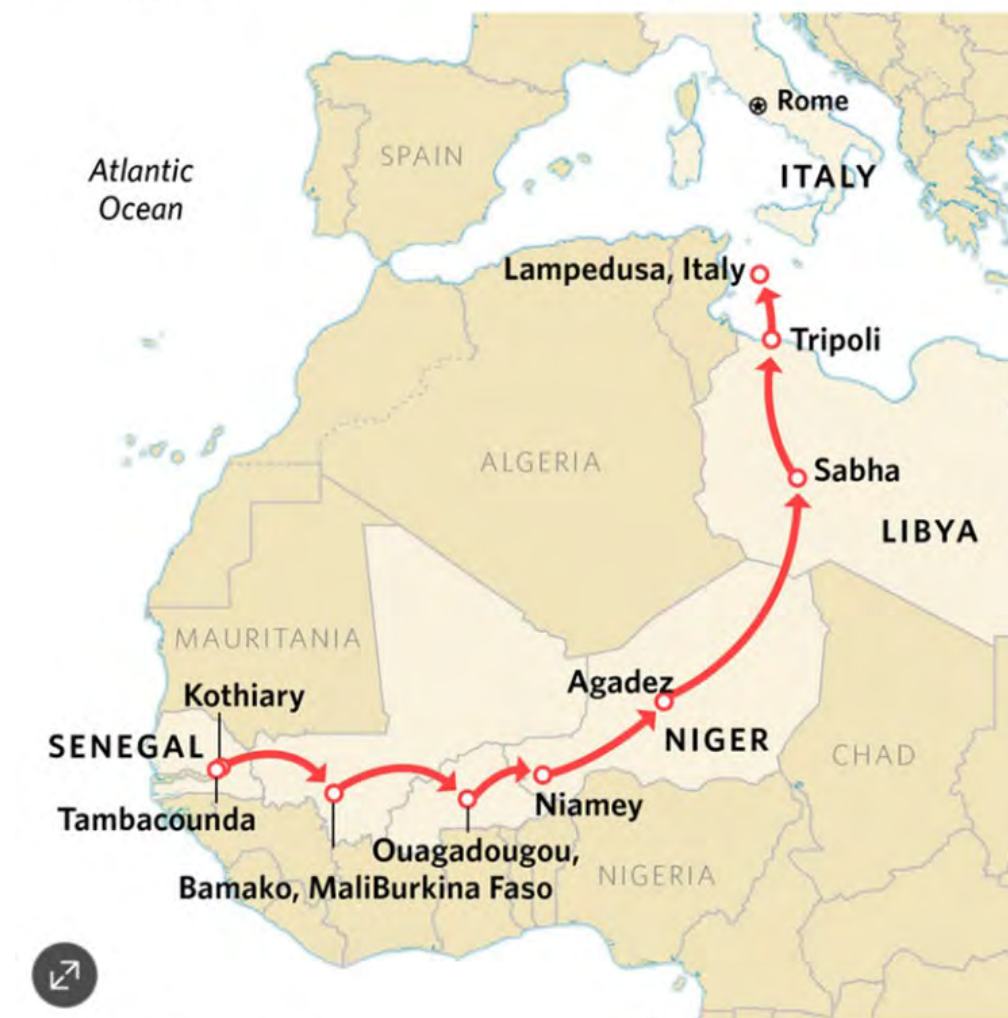 Atlantic
Ocean
SPAIN
Rome
ITALY
Lampedusa, Italy
Tripoli
ALGERIA
Sabha
LIBYA
MAURITANIA
Kothiary
SENEGAL
Tambacounda
Agadez
NIGER
CHAD
Niamey
Ouagadougou,
Bamako, MaliBurkina Faso
NIGERIA